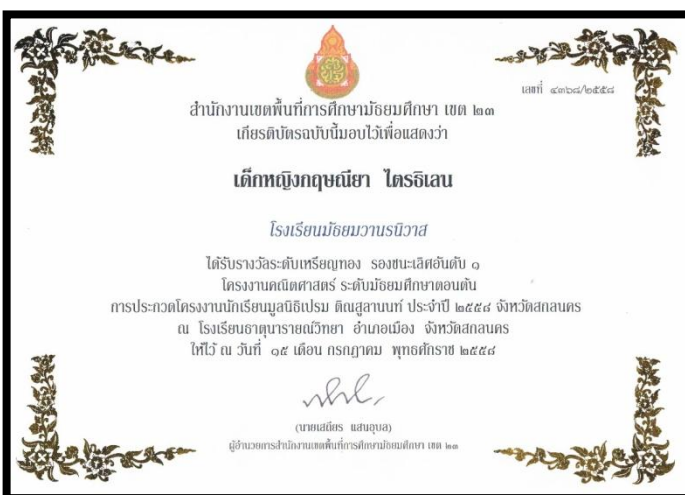 เลขที่ ๔๓๖๘/๒๕๕๘
สำนักงานเขตพื้นที่การศึกษามัธยมศึกษา เขต ๒๓
เกียรติบัตรฉบับนี้มอบไว้เพื่อแสดงว่า
เด็กหญิงกฤษณียา ไตรธิเลน
โรงเรียนมัธยมวานรนิวาส
ได้รับรางวัลระดับเหรียญทอง รองชนะเลิศอันดับ ๑
โครงงานคณิตศาสตร์ ระดับมัธยมศึกษาตอนต้น
การประกวดโครงงานนักเรียนมูลนิธิเปรม ติณสูลานนท์ ประจำปี ๒๕๕๘ จังหวัดสกลนคร
ณ โรงเรียนธาตุนารายณ์วิทยา อำเภอเมือง จังหวัดสกลนคร
ให้ไว้ ณ วันที่ ๑๕ เดือน กรกฎาคม พุทธศักราช ๒๕๕๘
(นายเสถียร แสนอุบล)
ผู้อำนวยการสำนักงานเขตพื้นที่การศึกษามัธยมศึกษา เขต ๒๓